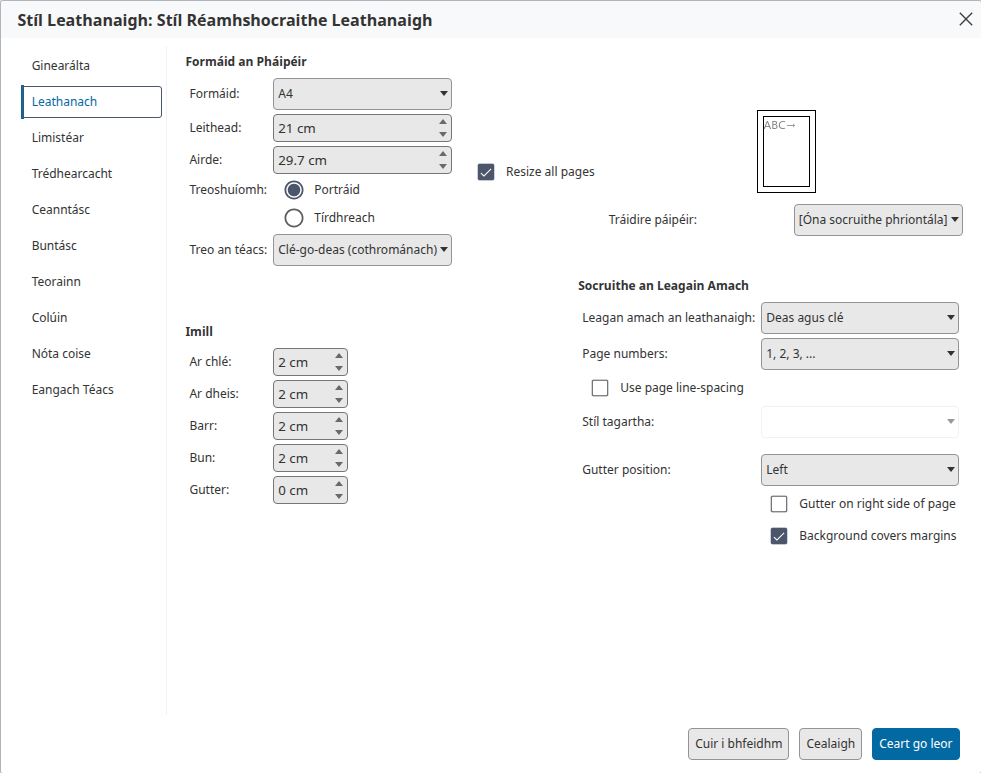 Stíl Leathanaigh: Stíl Réamhshocraithe Leathanaigh
Ginearálta
Leathanach
Limistéar
Trédhearcacht
Ceanntásc
Buntásc
Teorainn
Colúin
Nóta coise
Eangach Téacs
Formáid an Pháipéir
Formáid: A4
Leithead: 21 cm
Airde: 29.7 cm
Treoshuíomh: Portráid
Tírdhreach
Treo an téacs: Clé-go-deas (cothrománach)
Resize all pages
ABC→
Tráidire páipéir: [Óna socruithe phriontála]
Imill
Ar chlé: 2 cm
Ar dheis: 2 cm
Barr: 2 cm
Bun: 2 cm
Gutter: 0 cm
Socruithe an Leagain Amach
Leagan amach an leathanaigh: Deas agus clé
Page numbers: 1, 2, 3, ...
Use page line-spacing
Stíl tagartha:
Gutter position: Left
Gutter on right side of page
Background covers margins
Cuir i bhfeidhm Cealaigh Ceart go leor